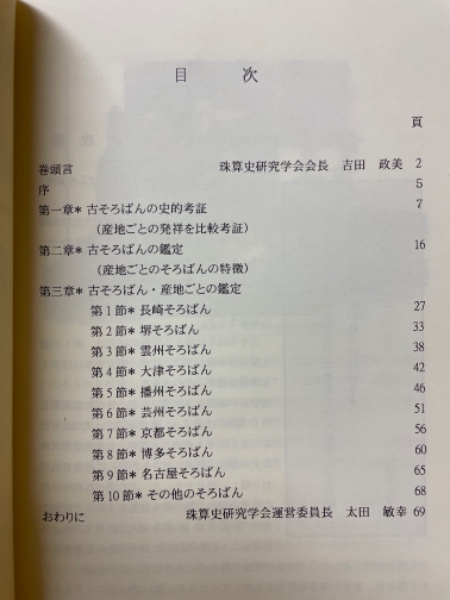 目 次
頁
巻頭言 珠算史研究学会会長 吉田 政美 2
序 5
第一章* 古そろばんの史的考証 7
(産地ごとの発祥を比較考証)
第二章* 古そろばんの鑑定 16
(産地ごとのそろばんの特徴)
第三章* 古そろばん・産地ごとの鑑定
第1節* 長崎そろばん 27
第2節* 堺そろばん 33
第3節* 雲州そろばん 38
第4節* 大津そろばん 42
第5節* 播州そろばん 46
第6節* 芸州そろばん 51
第7節* 京都そろばん 56
第8節* 博多そろばん 60
第9節* 名古屋そろばん 65
第10節* その他のそろばん 68
おわりに 珠算史研究学会運営委員長 太田 敏幸 69